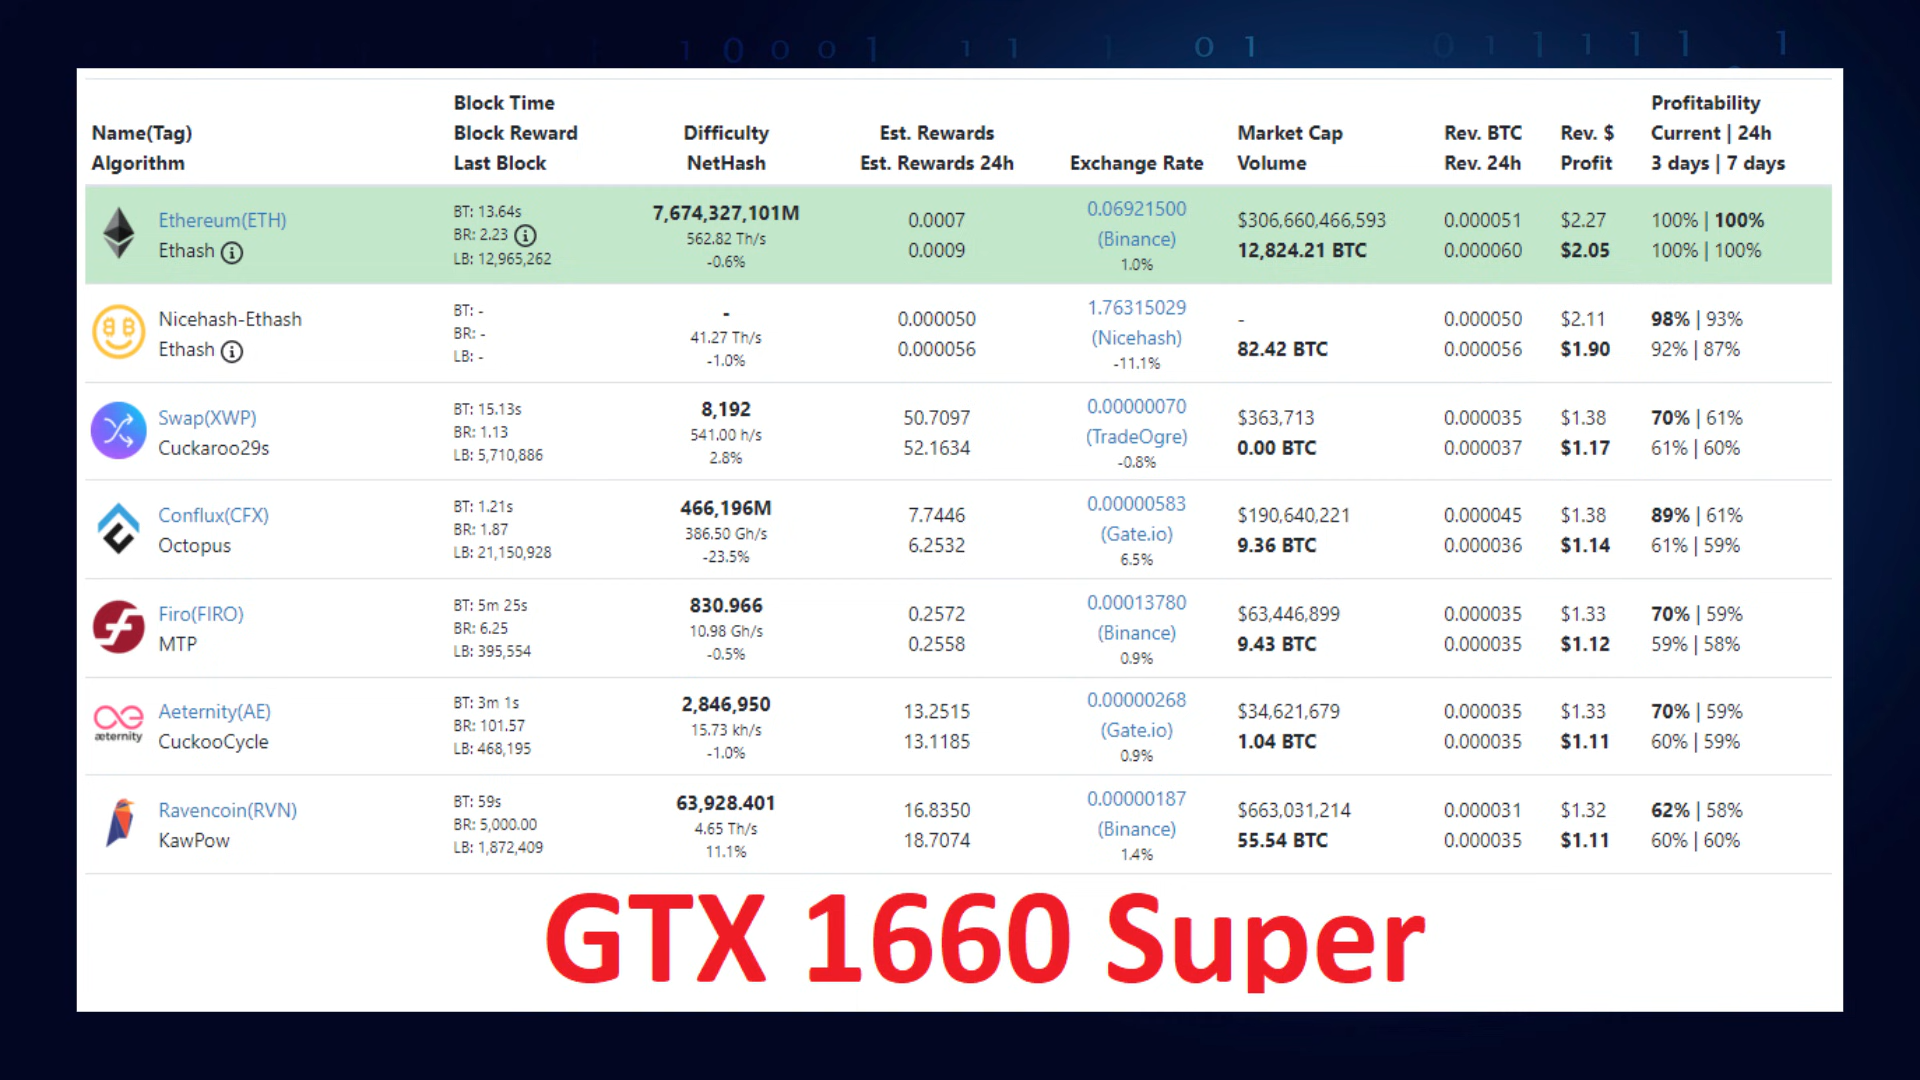 1 0 0 0 1 1 1 1 0 1 0 1 1 1 1 1 1
Name(Tag)
Algorithm
Block Time
Block Reward
Last Block
Difficulty
NetHash
Est. Rewards
Est. Rewards 24h
Exchange Rate
Market Cap
Volume
Rev. BTC
Rev. 24h
Rev. $
Profit
Profitability
Current | 24h
3 days | 7 days
Ethereum(ETH)
Ethash
BT: 13.64s
BR: 2.23
LB: 12,965,262
7,674,327,101M
562.82 Th/s
-0.6%
0.0007
0.0009
0.06921500
(Binance)
1.0%
$306,660,466,593
12,824.21 BTC
0.000051
0.000060
$2.27
$2.05
100% | 100%
100% | 100%
Nicehash-Ethash
Ethash
BT: -
BR: -
LB: -
-
41.27 Th/s
-1.0%
0.000050
0.000056
1.76315029
(Nicehash)
-11.1%
-
82.42 BTC
0.000050
0.000056
$2.11
$1.90
98% | 93%
92% | 87%
Swap(XWP)
Cuckaroo29s
BT: 15.13s
BR: 1.13
LB: 5,710,886
8,192
541.00 h/s
2.8%
50.7097
52.1634
0.00000070
(TradeOgre)
-0.8%
$363,713
0.00 BTC
0.000035
0.000037
$1.38
$1.17
70% | 61%
61% | 60%
Conflux(CFX)
Octopus
BT: 1.21s
BR: 1.87
LB: 21,150,928
466,196M
386.50 Gh/s
-23.5%
7.7446
6.2532
0.00000583
(Gate.io)
6.5%
$190,640,221
9.36 BTC
0.000045
0.000036
$1.38
$1.14
89% | 61%
61% | 59%
Firo(FIRO)
MTP
BT: 5m 25s
BR: 6.25
LB: 395,554
830.966
10.98 Gh/s
-0.5%
0.2572
0.2558
0.00013780
(Binance)
0.9%
$63,446,899
9.43 BTC
0.000035
0.000035
$1.33
$1.12
70% | 59%
59% | 58%
æternity
Aeternity(AE)
CuckooCycle
BT: 3m 1s
BR: 101.57
LB: 468,195
2,846,950
15.73 kh/s
-1.0%
13.2515
13.1185
0.00000268
(Gate.io)
0.9%
$34,621,679
1.04 BTC
0.000035
0.000035
$1.33
$1.11
70% | 59%
60% | 59%
Ravencoin(RVN)
KawPow
BT: 59s
BR: 5,000.00
LB: 1,872,409
63,928.401
4.65 Th/s
11.1%
16.8350
18.7074
0.00000187
(Binance)
1.4%
$663,031,214
55.54 BTC
0.000031
0.000035
$1.32
$1.11
62% | 58%
60% | 60%
GTX 1660 Super